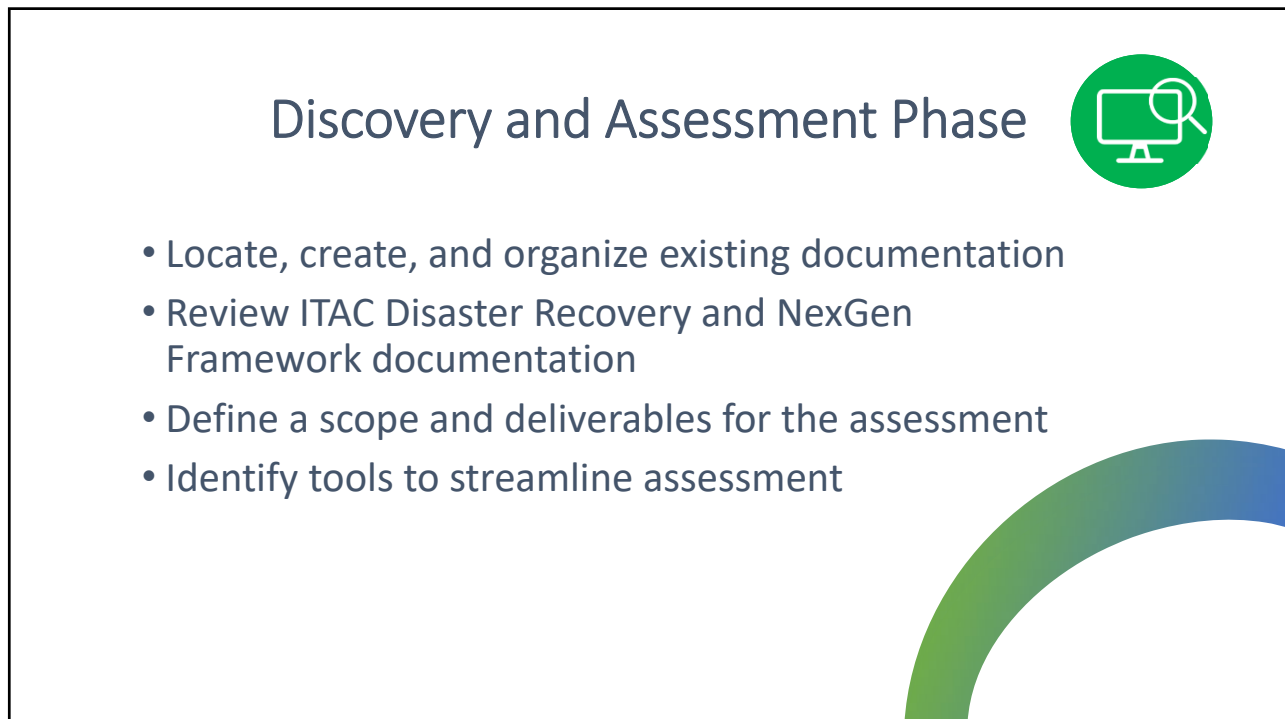 Discovery and Assessment Phase
• Locate, create, and organize existing documentation
• Review ITAC Disaster Recovery and NexGen
Framework documentation
• Define a scope and deliverables for the assessment
• Identify tools to streamline assessment